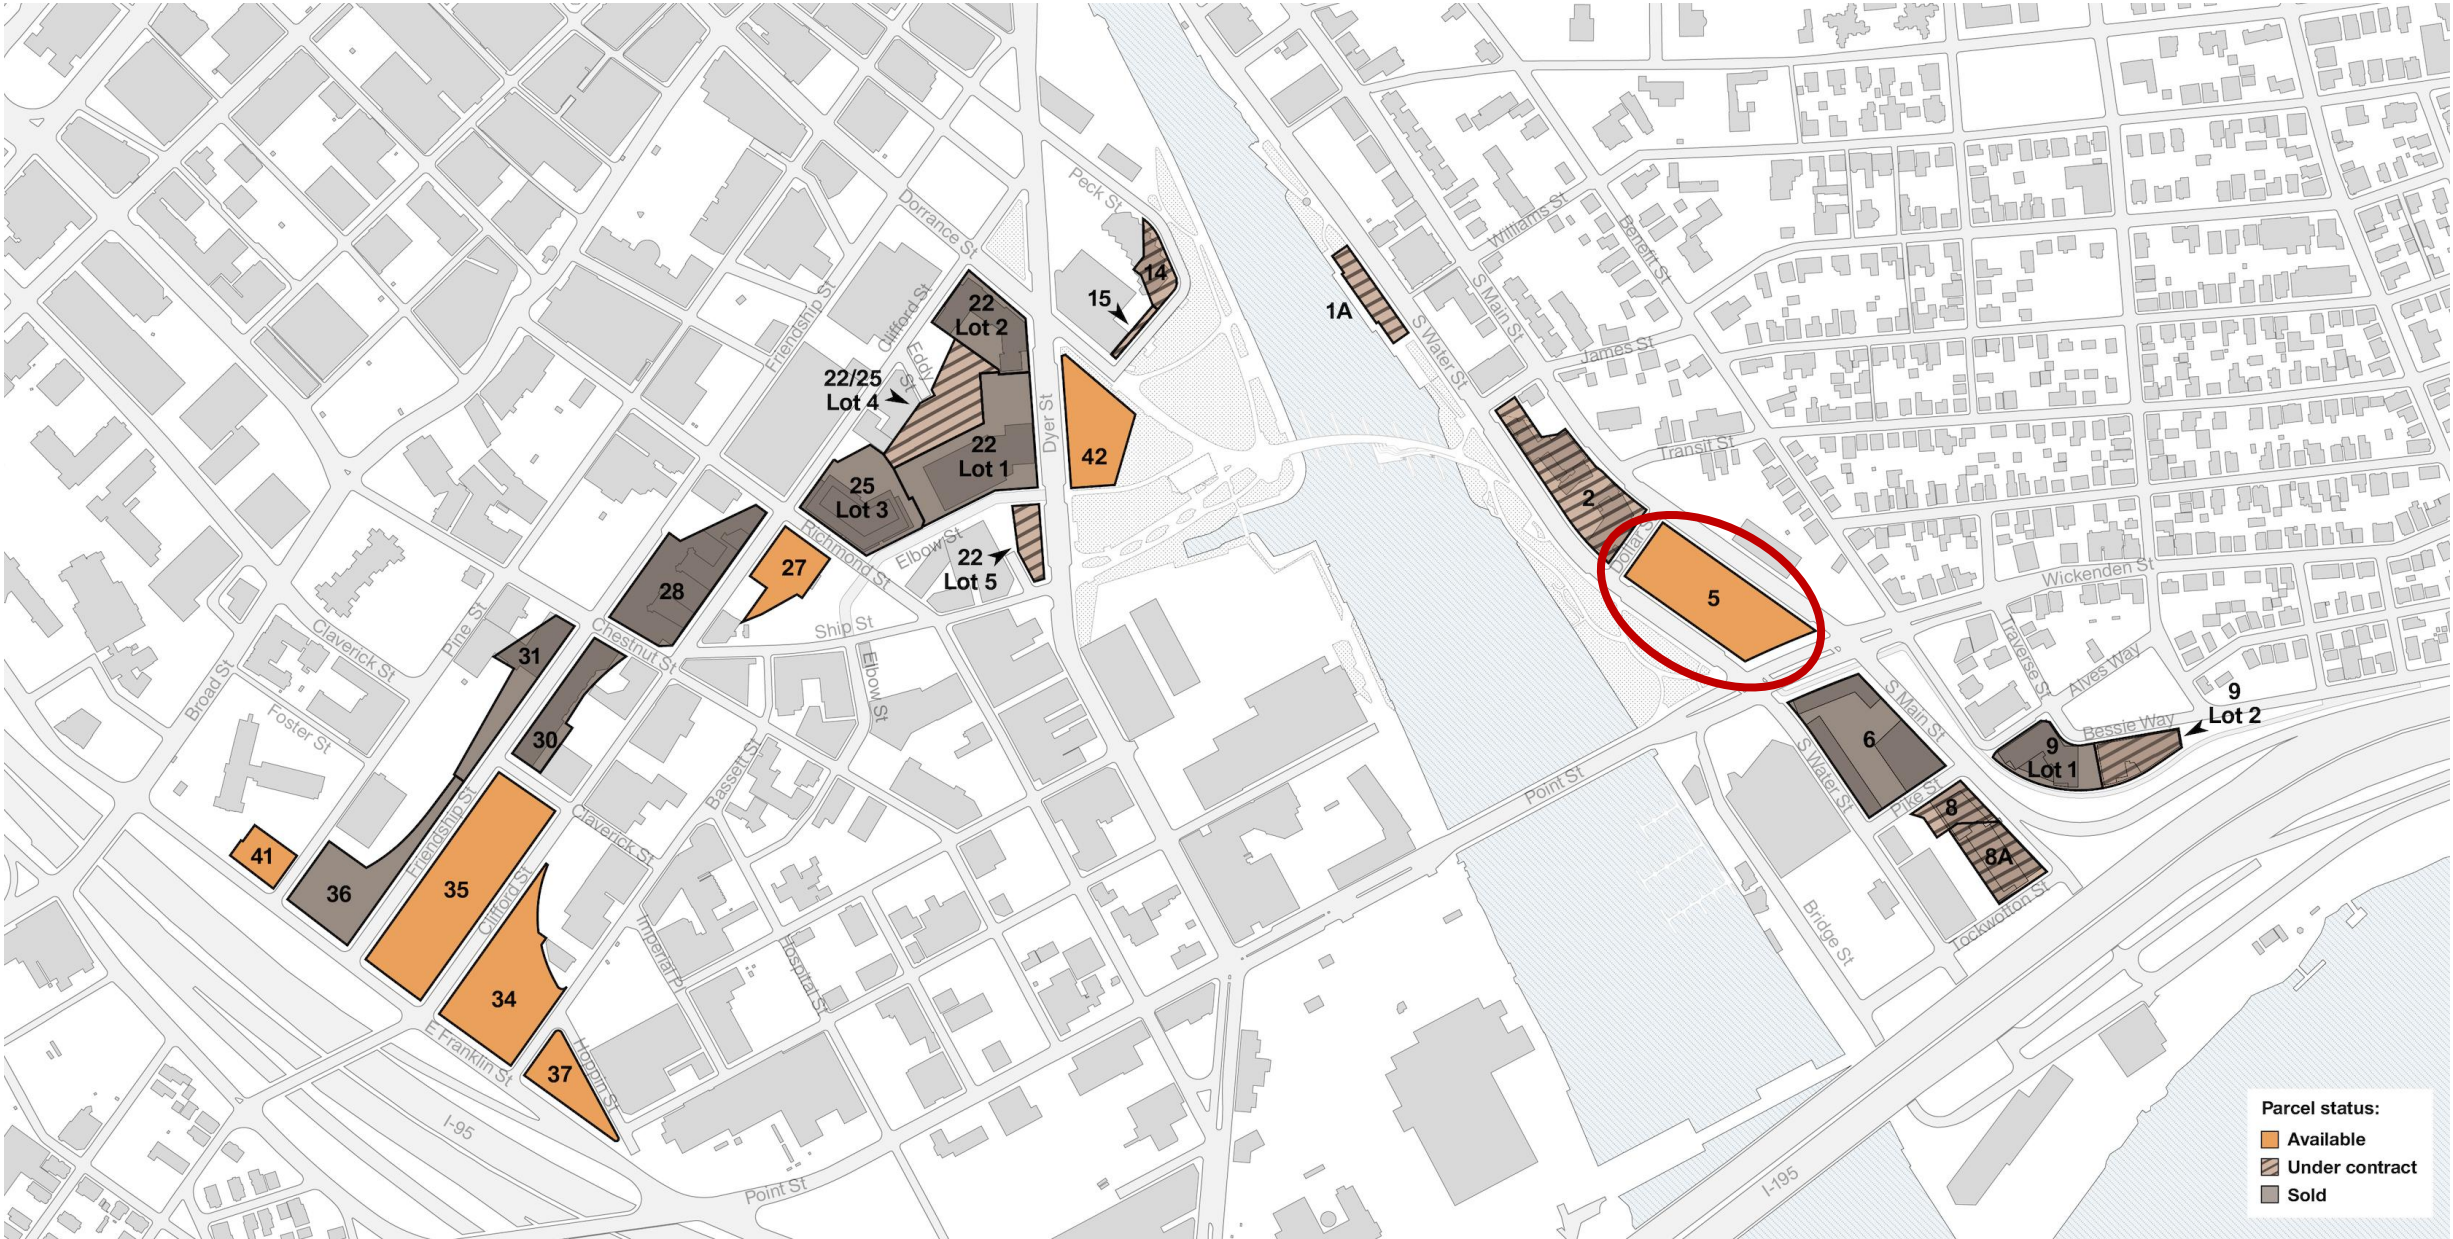 Peck St
Dorrance St
Williams St
Benefit St
14
15
1A
22
Lot 2
Clifford St
Friendship St
Eddy
St
S Main St
S Water St
James St
22/25
Lot 4
Dyer St
42
22
Lot 1
Transit St
25
Lot 3
2
Richmond St
Elbow St
22
Lot 5
Dollar St
27
28
5
Wickenden St
Pine St
Claverick St
Chestnut St
Ship St
31
Elbow St
Traverse St
Alves Way
Broad St
Foster St
30
S Main St
9
Lot 2
Bessie Way
6
9
Lot 1
S Water St
Bassett St
Point St
Pike St
8
Friendship St
Claverick St
41
36
35
Clifford St
8A
Imperial Pl
Hospital St
Bridge St
Tockwotton St
34
E Franklin St
37
Hoppin St
I-95
Point St
I-195
Parcel status:
Available
Under contract
Sold